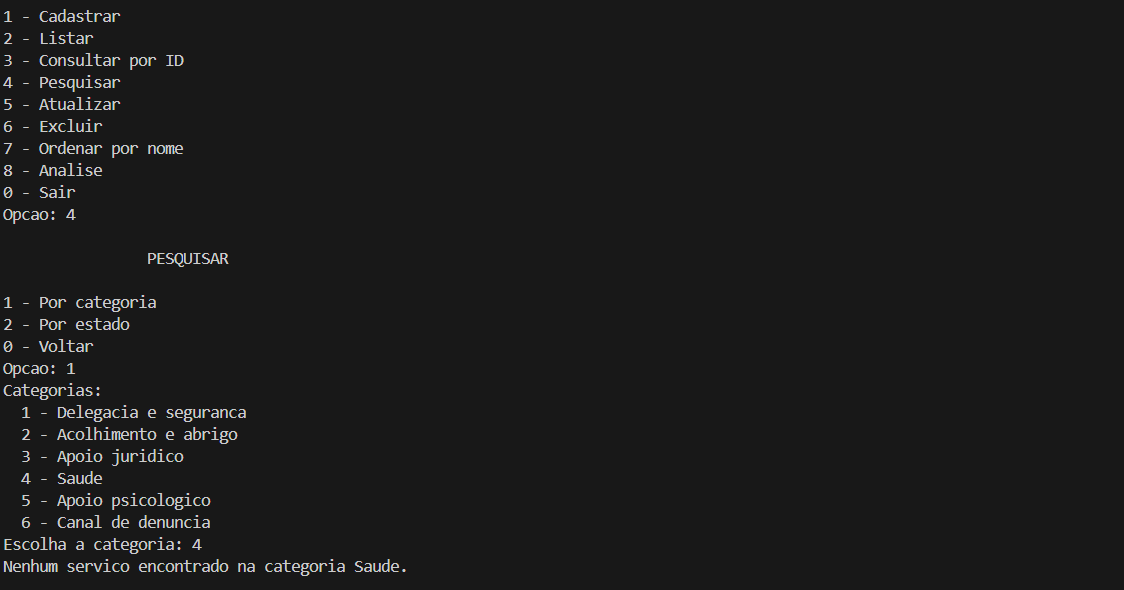 1 - Cadastrar
2 - Listar
3 - Consultar por ID
4 - Pesquisar
5 - Atualizar
6 - Excluir
7 - Ordenar por nome
8 - Analise
0 - Sair
Opcao: 4
PESQUISAR
1 - Por categoria
2 - Por estado
0 - Voltar
Opcao: 1
Categorias:
1 - Delegacia e seguranca
2 - Acolhimento e abrigo
3 - Apoio juridico
4 - Saude
5 - Apoio psicologico
6 - Canal de denuncia
Escolha a categoria: 4
Nenhum servico encontrado na categoria Saude.